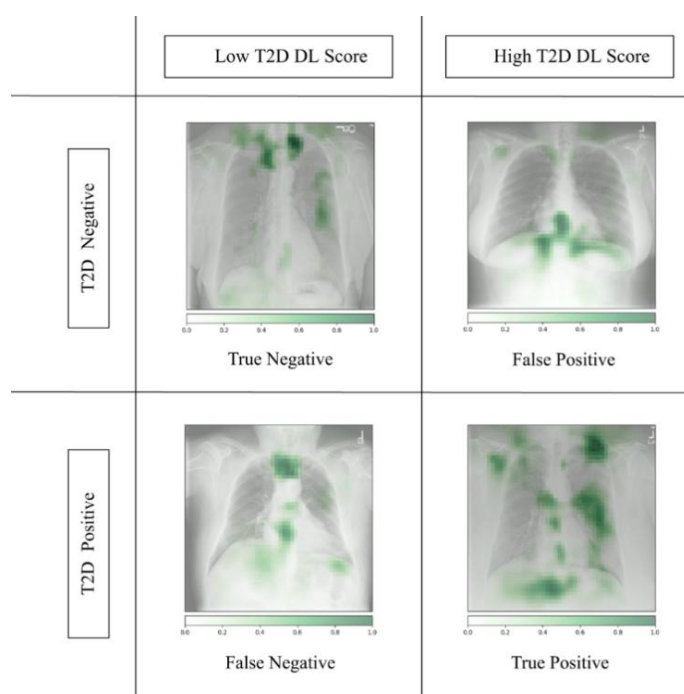 Low T2D DL Score
High T2D DL Score
T2D Negative
0.0 0.2 0.4 0.6 0.8 1.0
0.0 0.2 0.4 0.6 0.8 1.0
True Negative
False Positive
T2D Positive
0.0 0.2 0.4 0.6 0.8 1.0
0.0 0.2 0.4 0.6 0.8 1.0
False Negative
True Positive